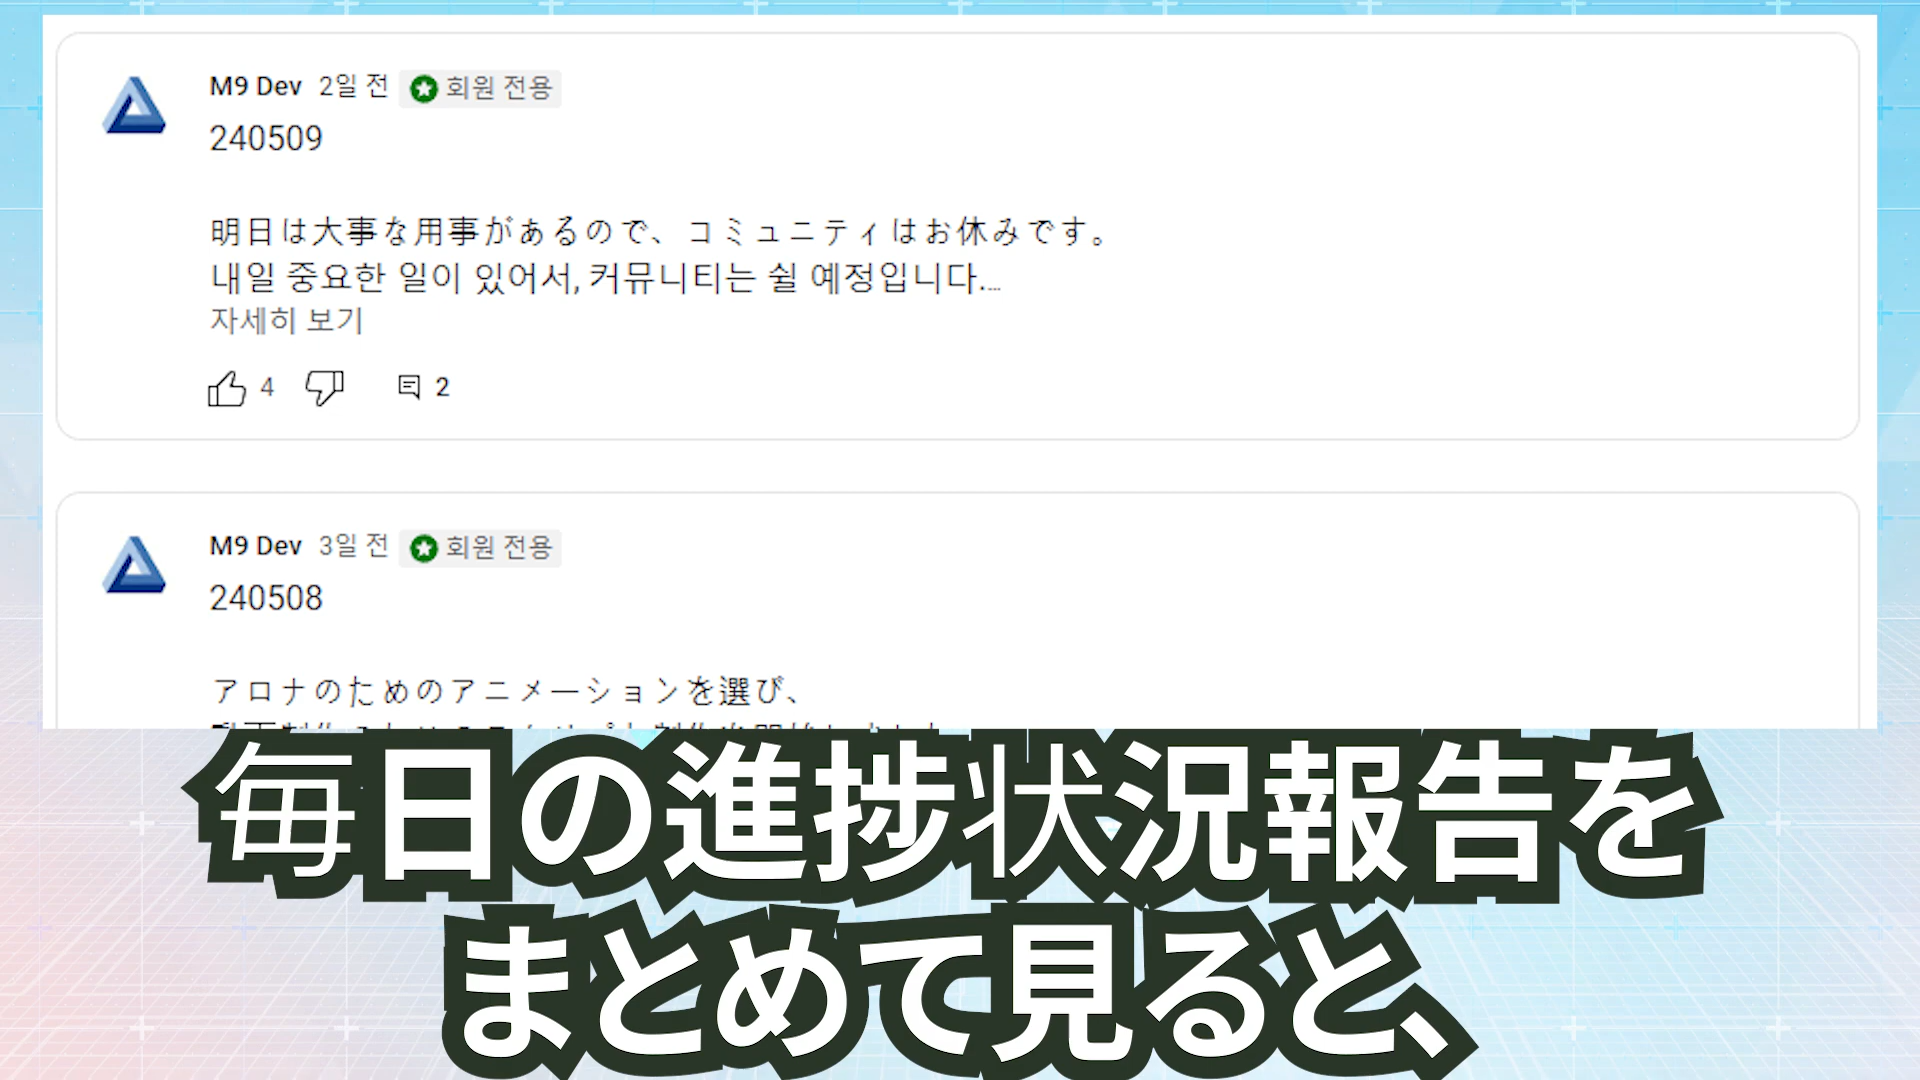 M9 Dev 2일 전 회원 전용
240509
明日は大事な用事があるので、コミュニティはお休みです。
내일 중요한 일이 있어서, 커뮤니티는 쉴 예정입니다....
자세히 보기
4 2
M9 Dev 3일 전 회원 전용
240508
アロナのためのアニメーションを選び、
毎日の進捗状況報告を
まとめて見ると、